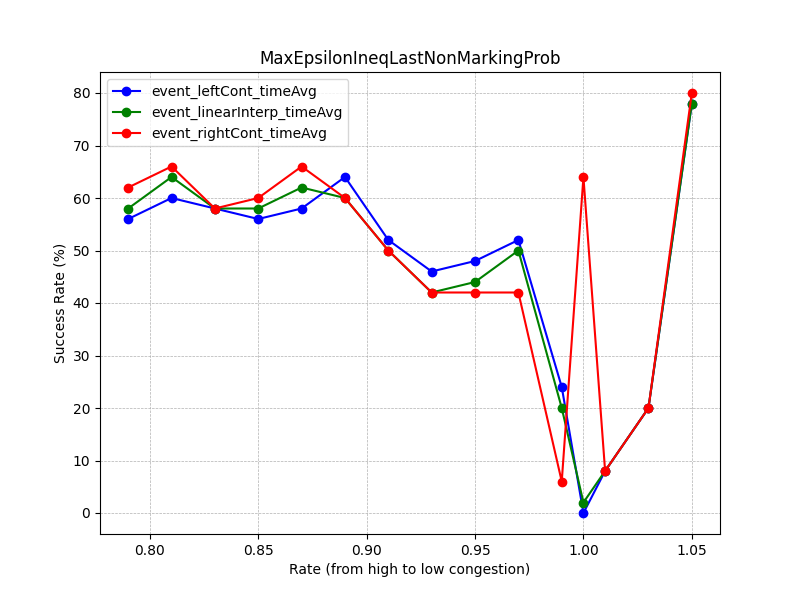 MaxEpsilonIneqLastNonMarkingProb
event_leftCont_timeAvg
event_linearInterp_timeAvg
event_rightCont_timeAvg
80
70
60
50
40
30
20
10
0
Success Rate (%)
0.80 0.85 0.90 0.95 1.00 1.05
Rate (from high to low congestion)